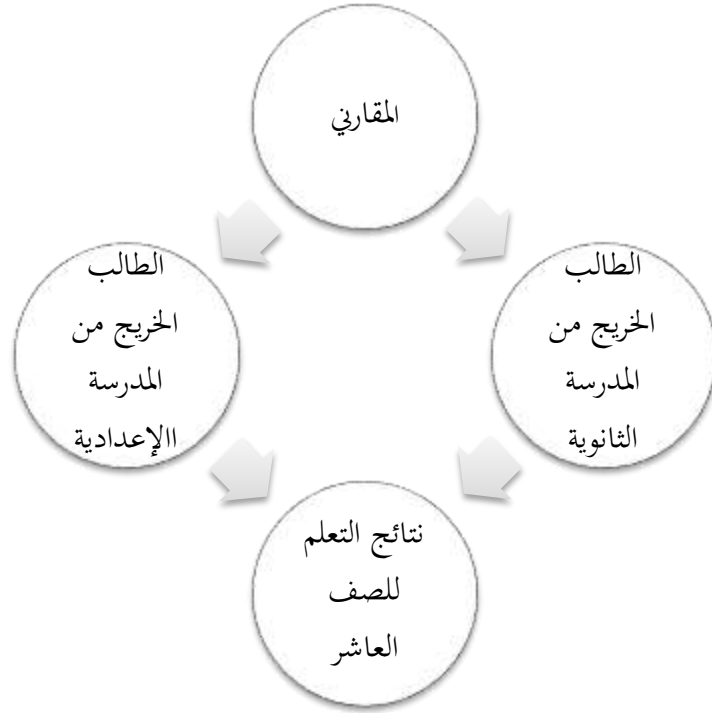 المقارني
الطالب
الخريج من
المدرسة
الثانوية
الطالب
الخريج من
المدرسة
االإعدادية
نتائج التعلم
للصف
العاشر